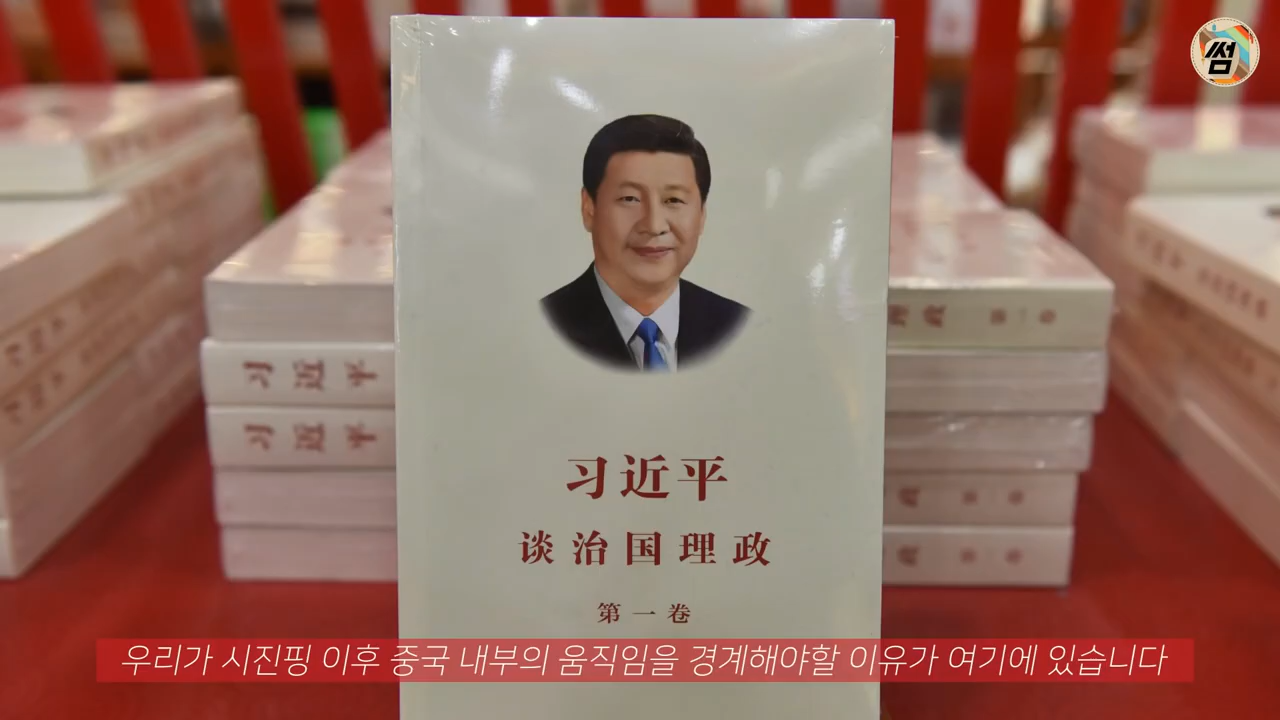 썸
习近平
谈治国理政
第一卷
习近平
习近平
우리가 시진핑 이후 중국 내부의 움직임을 경계해야할 이유가 여기에 있습니다